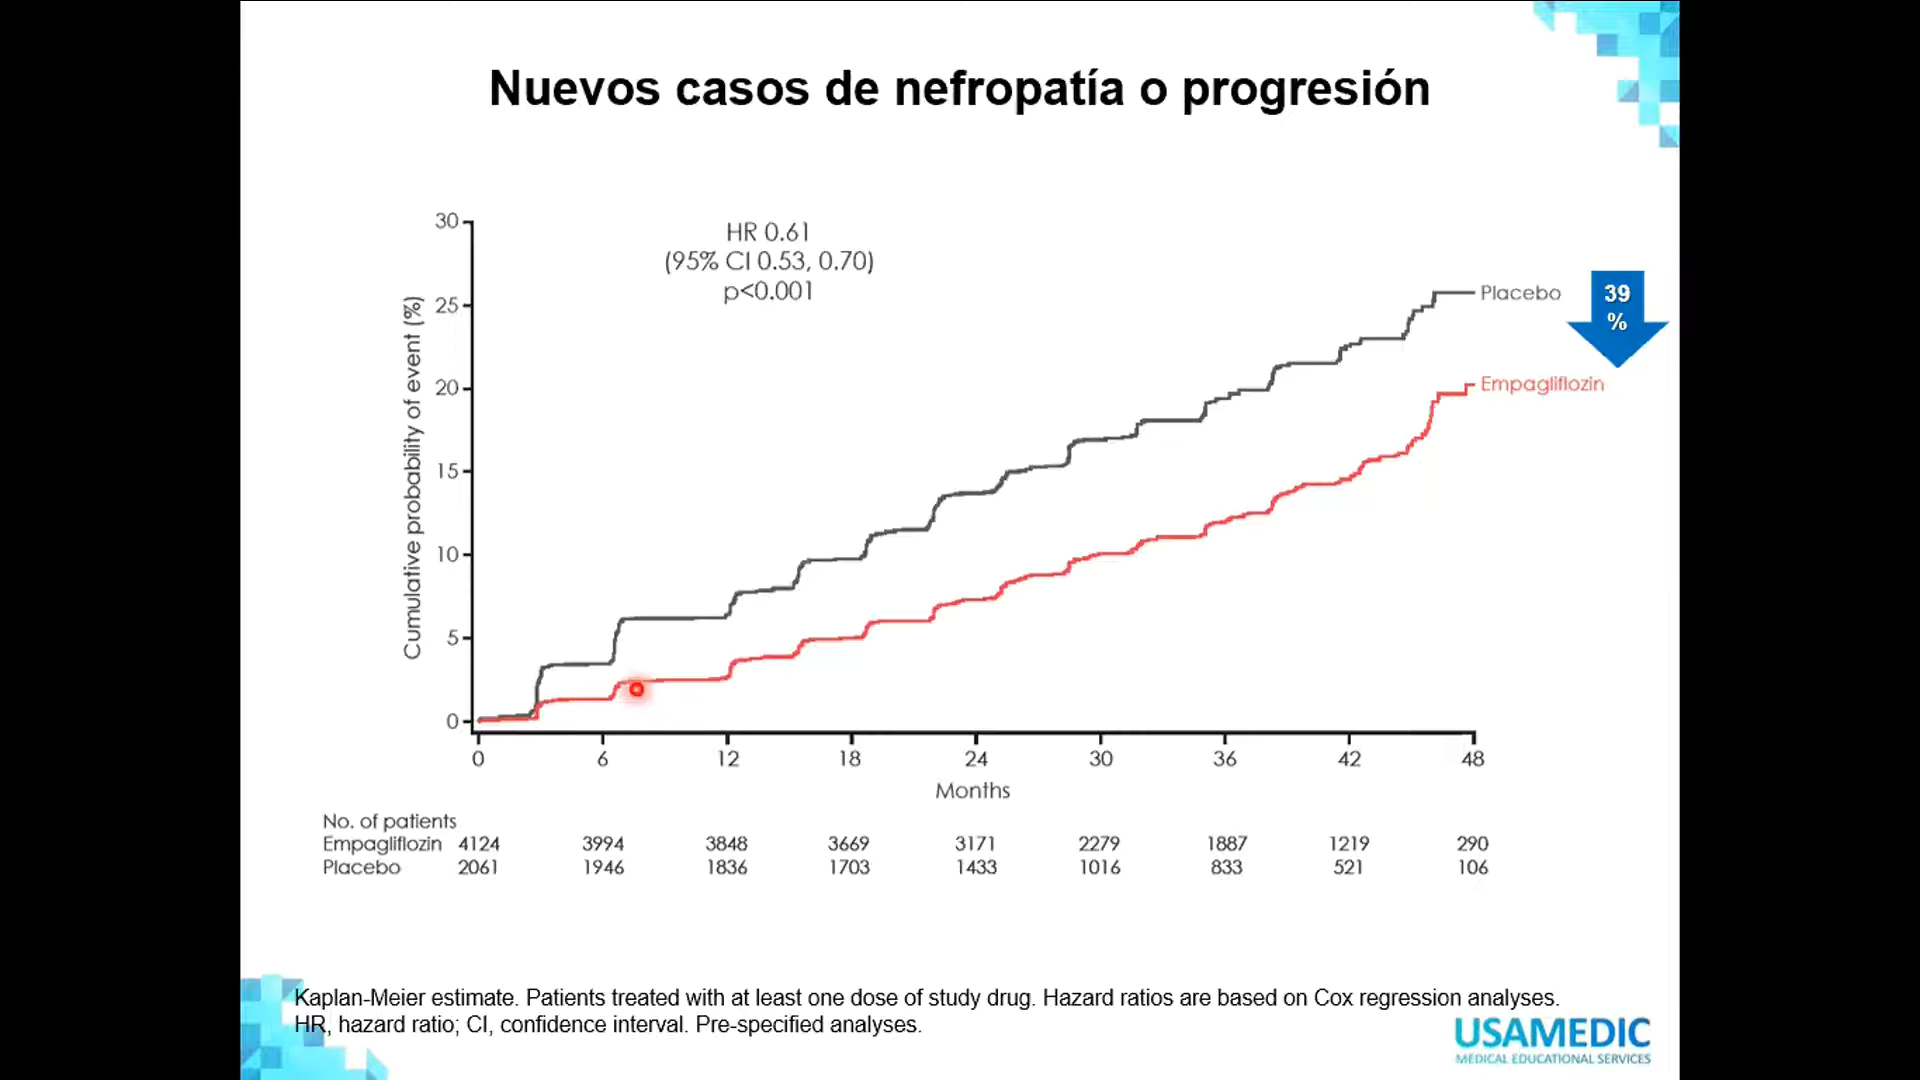 Nuevos casos de nefropatía o progresión
HR 0.61
(95% CI 0.53, 0.70)
p<0.001
Cumulative probability of event (%)
30
25
20
15
10
5
0
Placebo
39
%
Empagliflozin
0 6 12 18 24 30 36 42 48
Months
No. of patients
Empagliflozin 4124 3994 3848 3669 3171 2279 1887 1219 290
Placebo 2061 1946 1836 1703 1433 1016 833 521 106
Kaplan-Meier estimate. Patients treated with at least one dose of study drug. Hazard ratios are based on Cox regression analyses.
HR, hazard ratio; CI, confidence interval. Pre-specified analyses.
USAMEDIC
MEDICAL EDUCATIONAL SERVICES